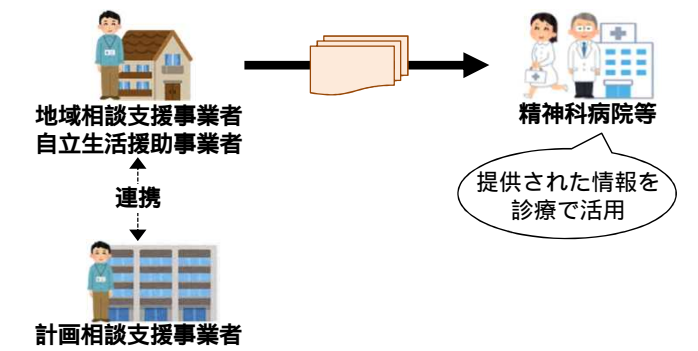 地域相談支援事業者
自立生活援助事業者
精神科病院等
連携
提供された情報を
診療で活用
計画相談支援事業者